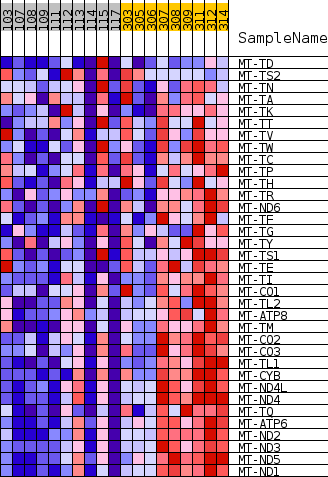 107 108 109 111 112 113 114 115 117 303 305 306 307 308 309 311 312 314
SampleName
MT-TD
MT-TS2
MT-TN
MT-TA
MT-TK
MT-TT
MT-TV
MT-TW
MT-TC
MT-TP
MT-TH
MT-TR
MT-ND6
MT-TF
MT-TG
MT-TY
MT-TS1
MT-TE
MT-TI
MT-CO1
MT-TL2
MT-ATP8
MT-TM
MT-CO2
MT-CO3
MT-TL1
MT-CYB
MT-ND4L
MT-ND4
MT-TQ
MT-ATP6
MT-ND2
MT-ND3
MT-ND5
MT-ND1